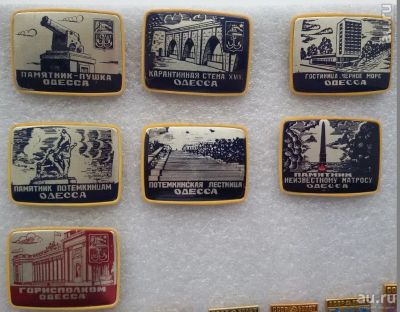 ПАМЯТНИК-ПУШКА
ОДЕССА
КАРАНТИННАЯ СТЕНА XIX в.
ОДЕССА
ГОСТИНИЦА „ЧЕРНОЕ МОРЕ"
ОДЕССА
ПАМЯТНИК ПОТЕМКИНЦАМ
ОДЕССА
ПОТЕМКИНСКАЯ ЛЕСТНИЦА
ОДЕССА
ПАМЯТНИК
НЕИЗВЕСТНОМУ МАТРОСУ
ОДЕССА
ГОРИСПОЛКОМ
ОДЕССА
au.ru